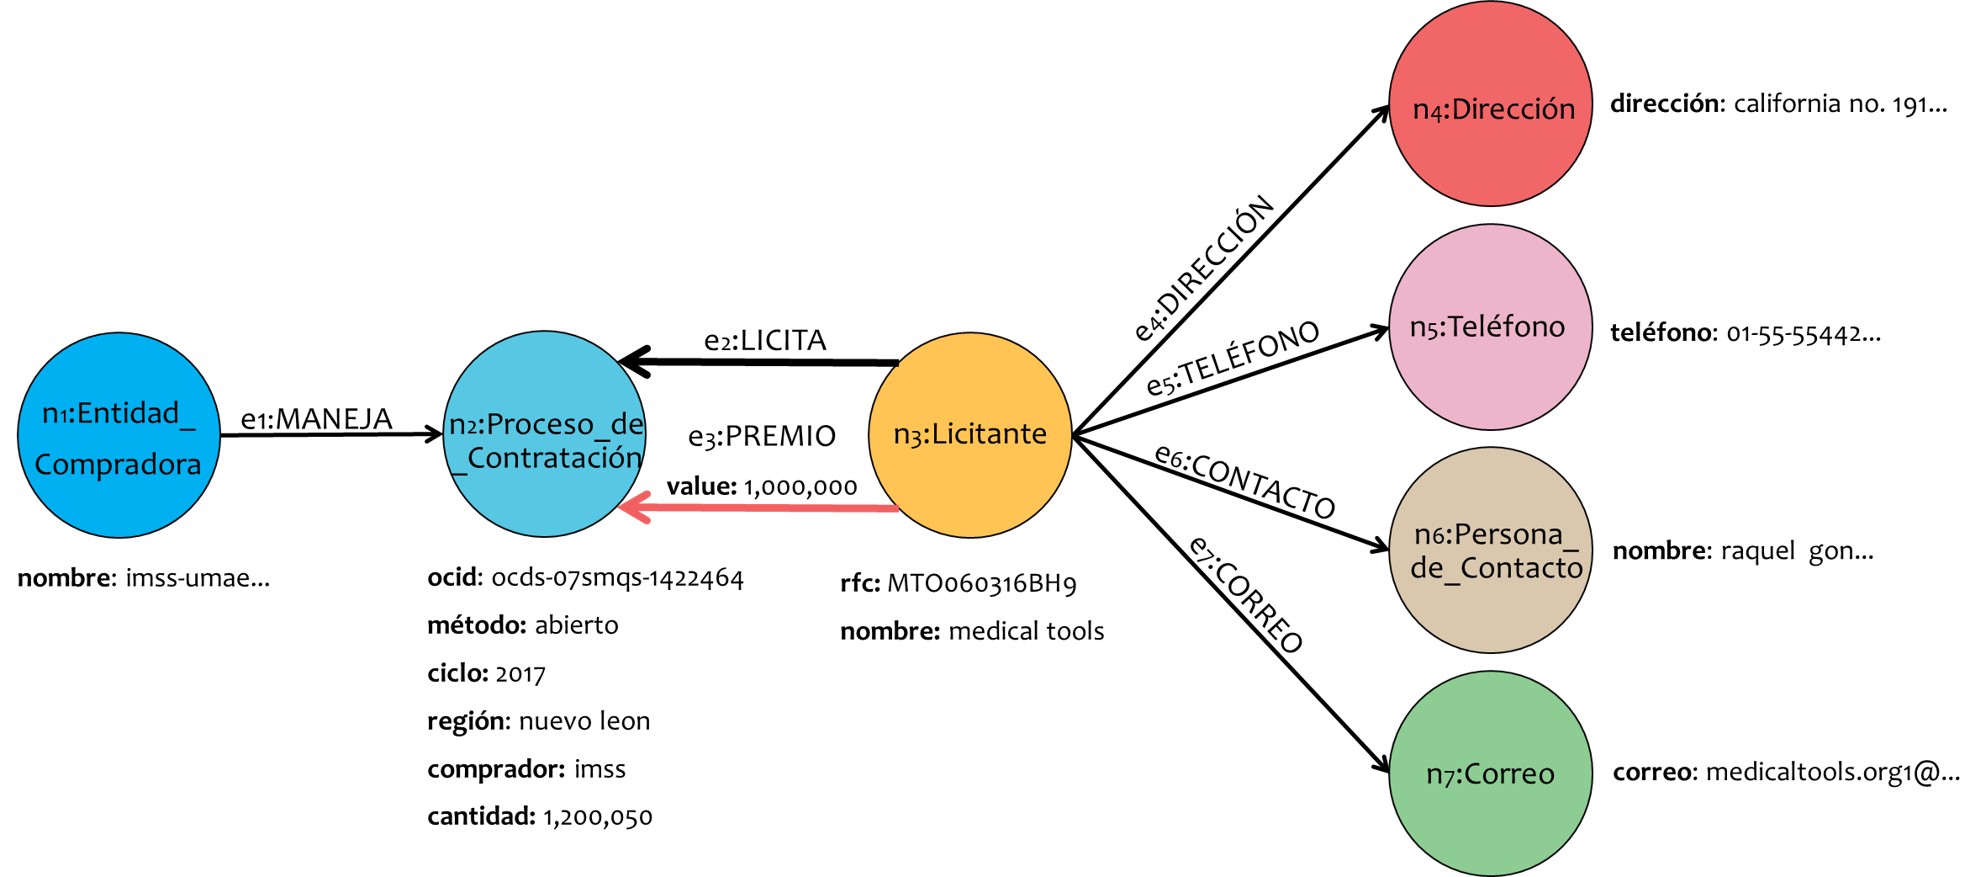 n1:Entidad_
Compradora
nombre: imss-umae...
e1:MANEJA
n2:Proceso_de
_Contratación
ocid: ocds-07smqs-1422464
método: abierto
ciclo: 2017
región: nuevo leon
comprador: imss
cantidad: 1,200,050
e2:LICITA
e3:PREMIO
value: 1,000,000
n3:Licitante
rfc: MTO060316BH9
nombre: medical tools
e4:DIRECCIÓN
e5:TELÉFONO
e6:CONTACTO
e7:CORREO
n4:Dirección
dirección: california no. 191...
n5:Teléfono
teléfono: 01-55-55442...
n6:Persona_
de_Contacto
nombre: raquel gon...
n7:Correo
correo: medicaltools.org1@...